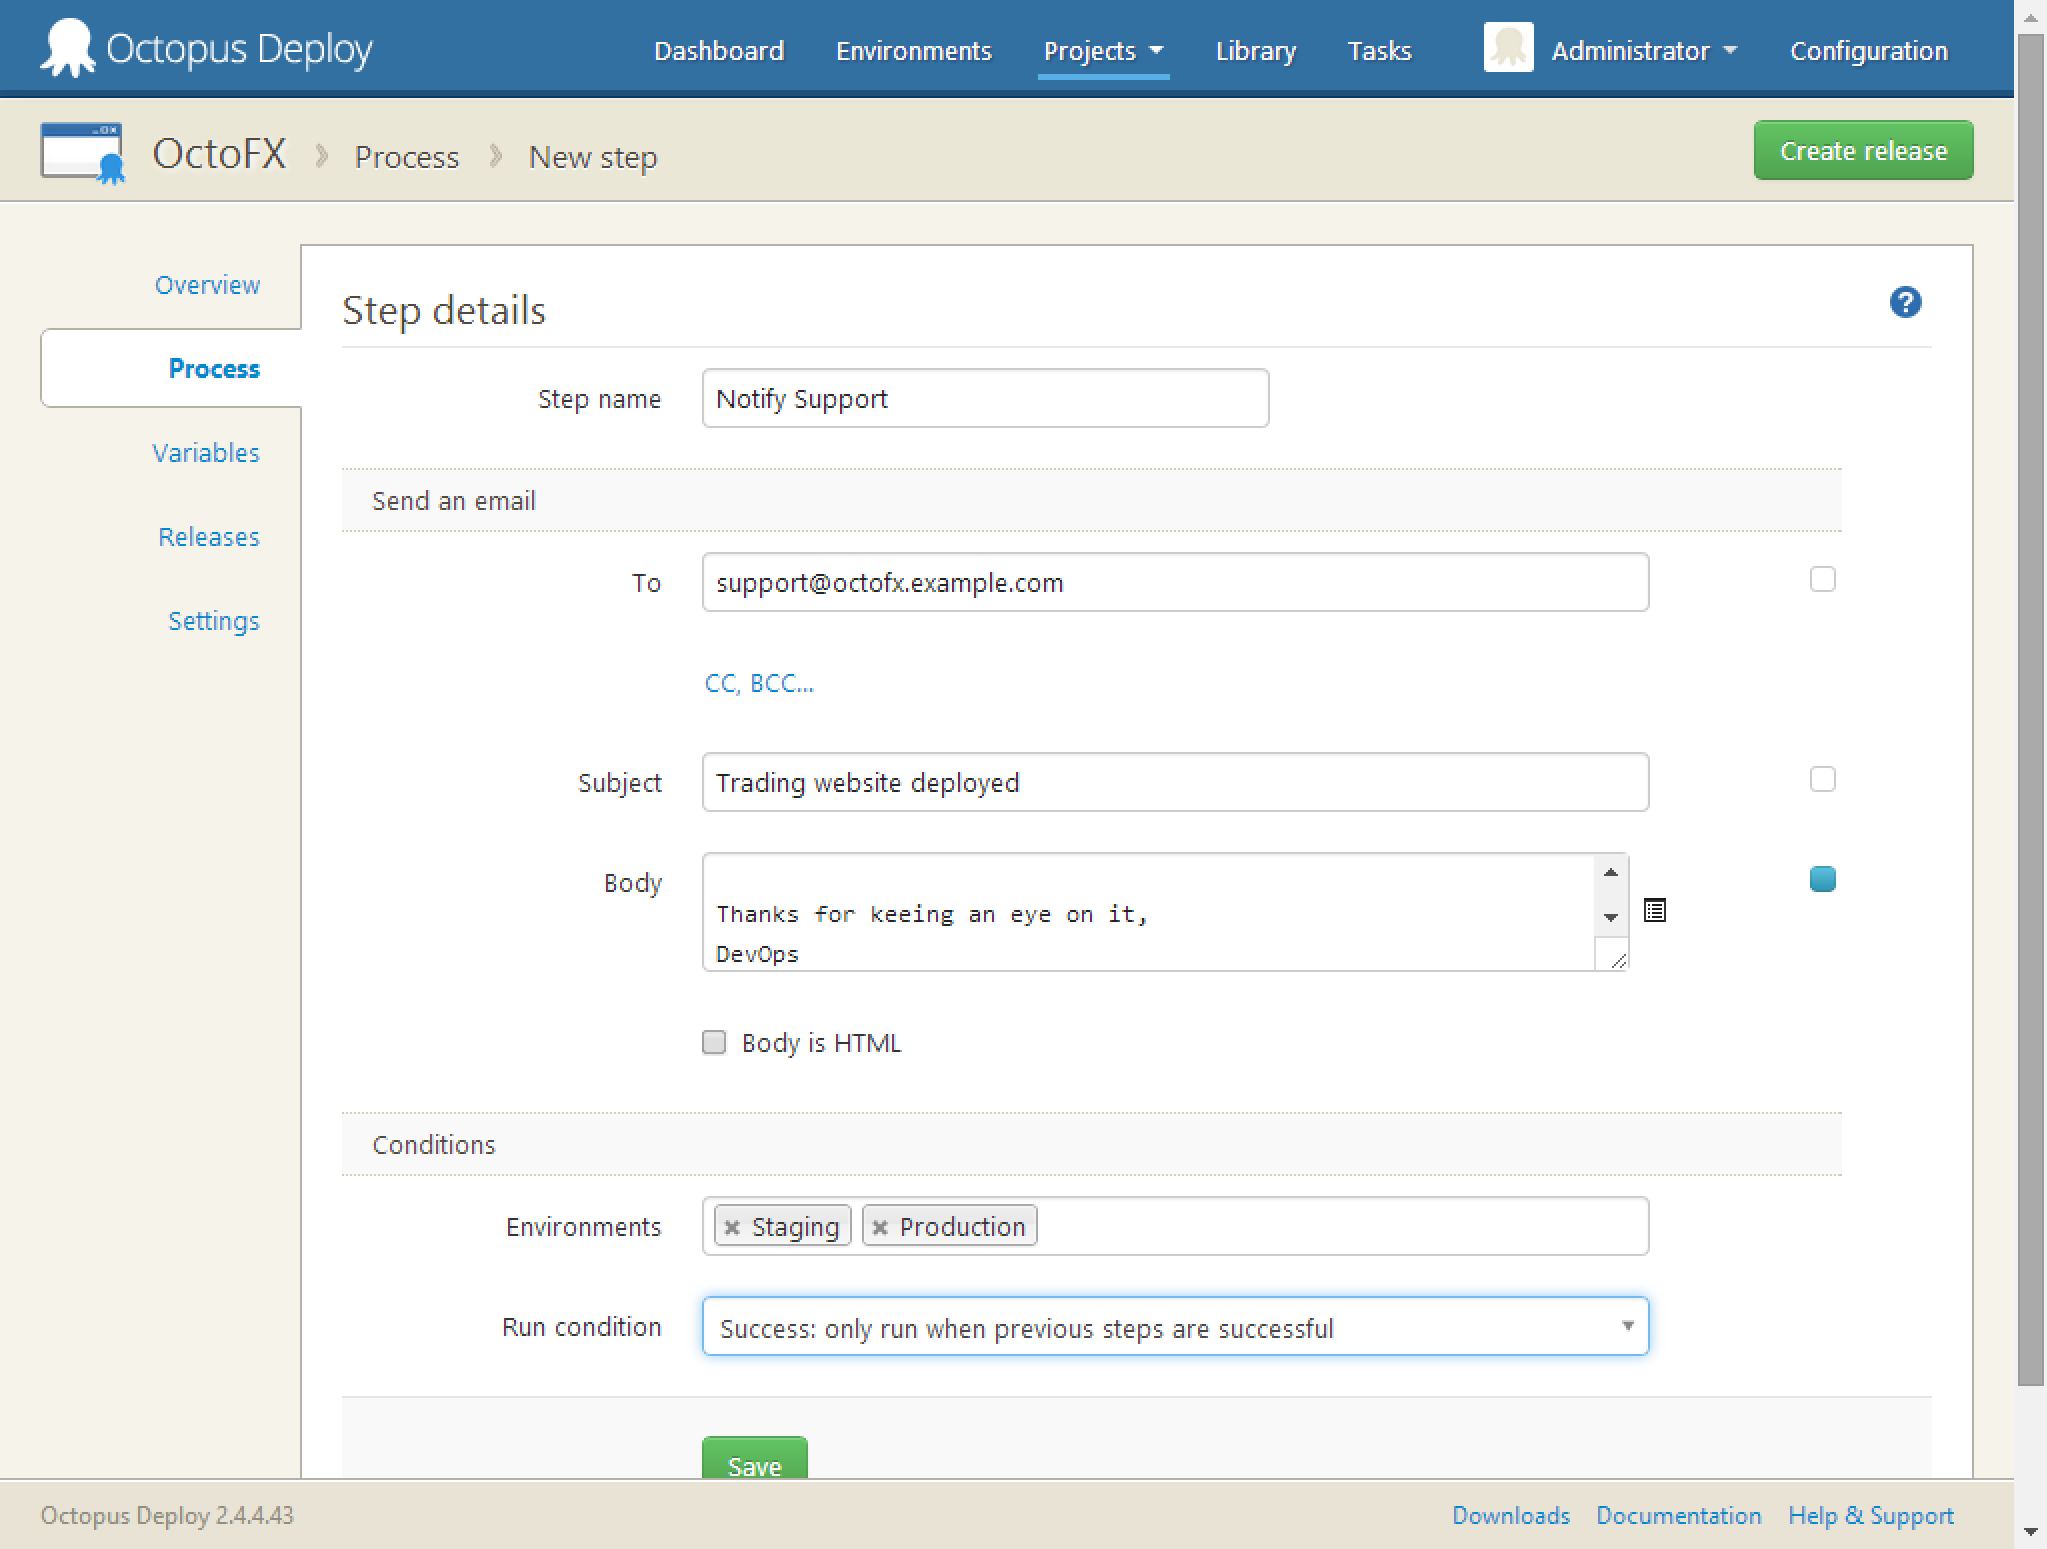 Octopus Deploy
Dashboard Environments Projects Library Tasks Administrator Configuration
OctoFX Process New step
Create release
Overview
Process
Variables
Releases
Settings
Step details
?
Step name Notify Support
Send an email
To support@octofx.example.com
CC, BCC...
Subject Trading website deployed
Body
Thanks for keeing an eye on it,
DevOps
Body is HTML
Conditions
Environments Staging Production
Run condition Success: only run when previous steps are successful
Save
Octopus Deploy 2.4.4.43
Downloads Documentation Help & Support